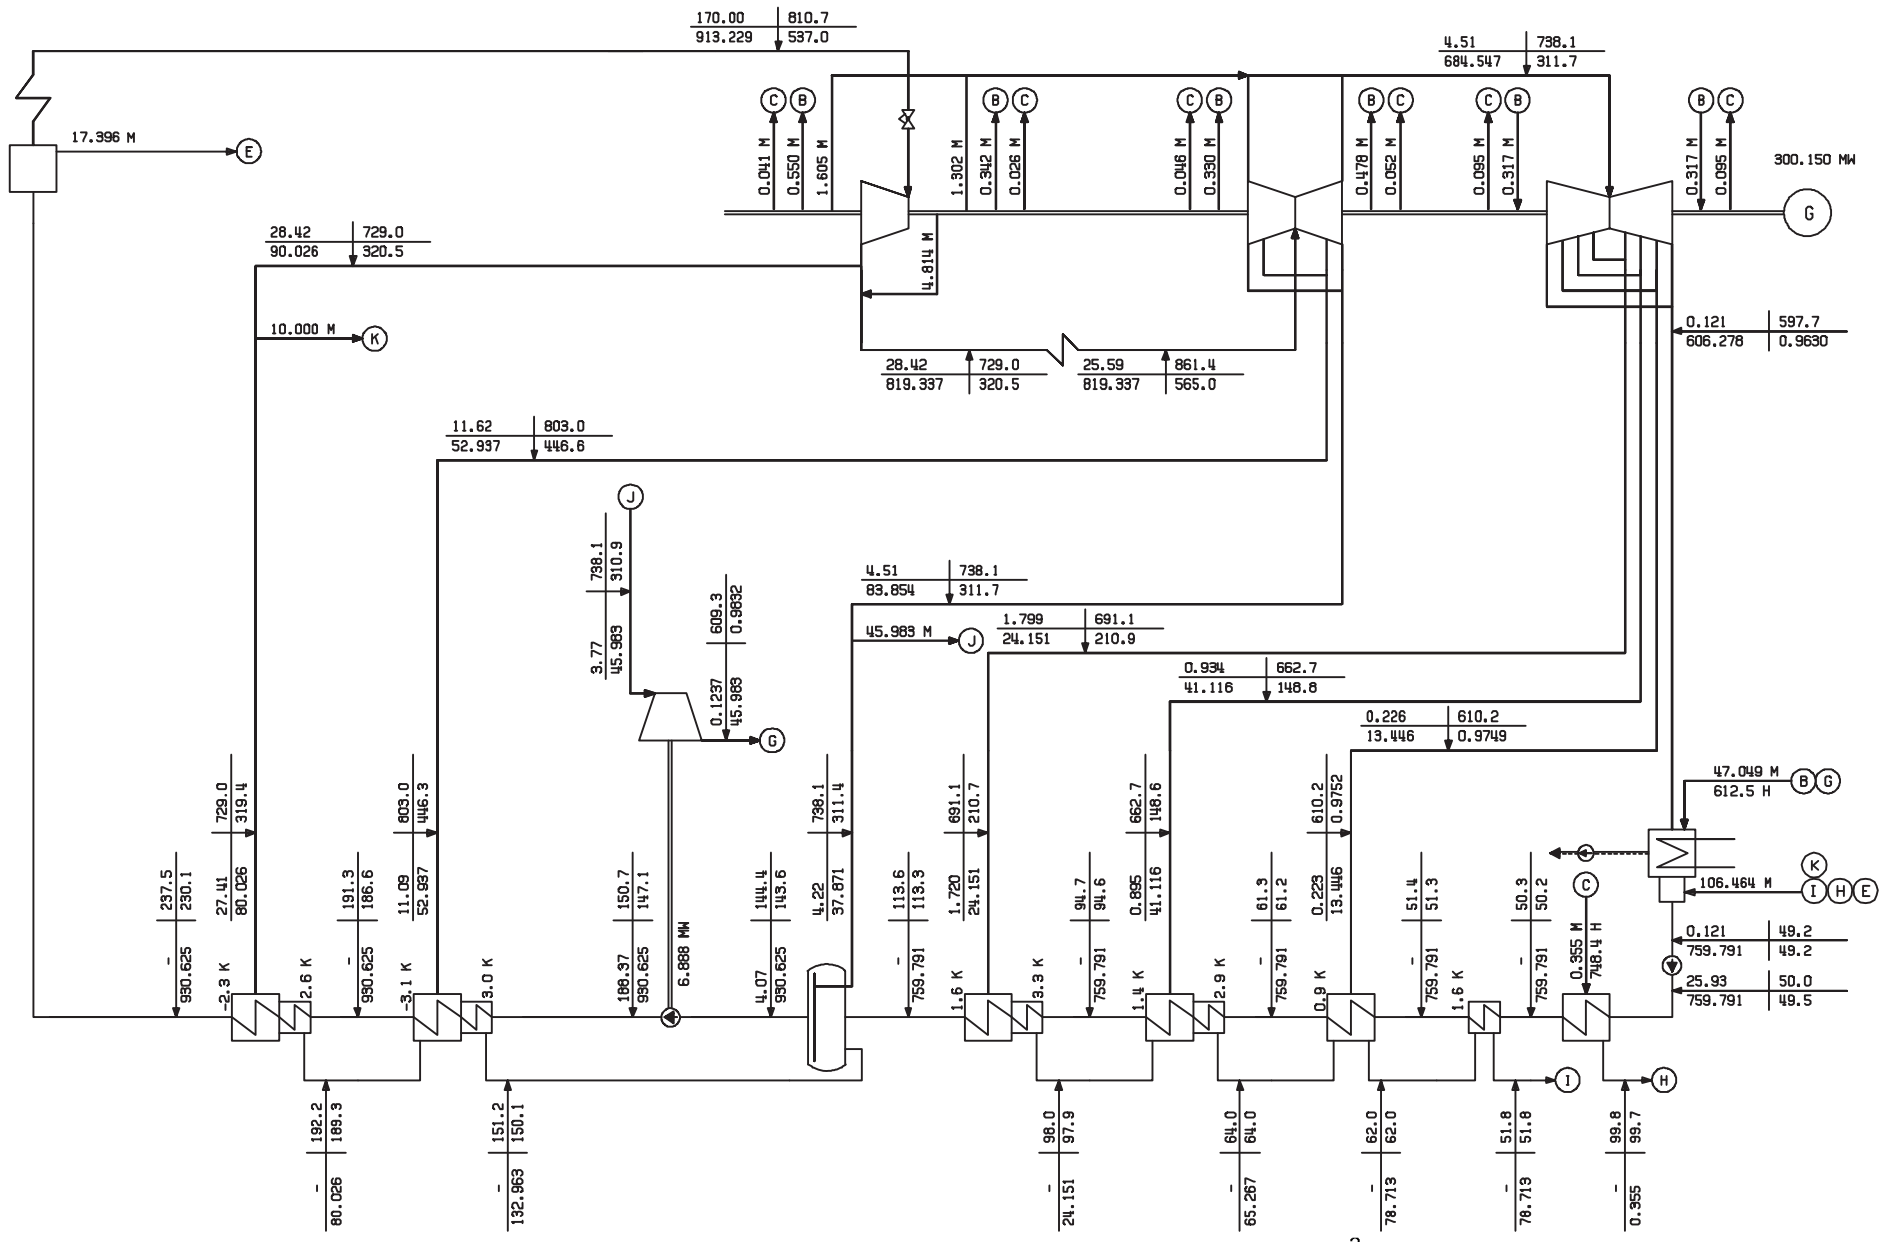 170.00 810.7
913.229 537.0
4.51 738.1
684.547 311.7
C B B C C B B C C B B C
17.396 M E
0.041 M
0.550 M
1.605 M
1.302 M
0.342 M
0.026 M
0.046 M
0.330 M
0.478 M
0.052 M
0.095 M
0.317 M
0.317 M
0.095 M
300.150 MW
G
28.42 729.0
90.026 320.5
4.814 M
10.000 M K
0.121 597.7
606.278 0.9630
28.42 729.0
819.337 320.5
25.59 861.4
819.337 565.0
11.62 803.0
52.937 446.6
J
3.77 738.1
45.983 310.9
0.1237 609.3
45.983 0.9832
G
4.51 738.1
83.854 311.7
45.983 M J
1.799 691.1
24.151 210.9
0.934 662.7
41.116 148.8
0.226 610.2
13.446 0.9749
27.41 729.0
80.026 319.4
11.09 803.0
52.937 446.3
4.22 738.1
37.871 311.4
1.720 691.1
24.151 210.7
0.895 662.7
41.116 148.6
0.223 610.2
13.446 0.9752
47.049 M B G
612.5 H
K
106.464 M I H E
C
0.355 M
748.4 H
0.121 49.2
759.791 49.2
25.93 50.0
759.791 49.5
- 237.5
930.625 230.1
-2.3 K
2.6 K
- 191.3
930.625 186.6
-3.1 K
3.0 K
188.37 150.7
930.625 147.1
6.888 MW
4.07 144.4
930.625 143.6
- 113.6
759.791 113.3
1.6 K
3.3 K
- 94.7
759.791 94.6
1.4 K
2.9 K
- 61.3
759.791 61.2
0.9 K
- 51.4
759.791 51.3
1.6 K
- 50.3
759.791 50.2
I
H
- 192.2
80.026 189.3
- 151.2
132.963 150.1
- 98.0
24.151 97.9
- 64.0
65.267 64.0
- 62.0
78.713 62.0
- 51.8
78.713 51.8
- 99.8
0.355 99.7